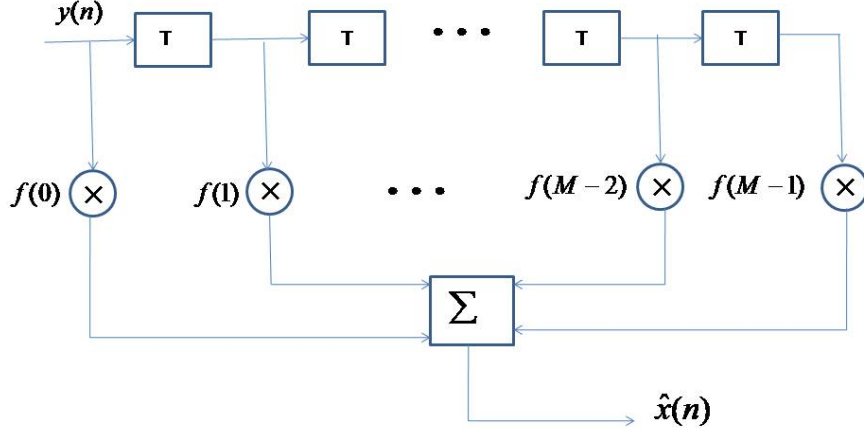 y(n)
T T • • • T T
f(0) × f(1) × • • • f(M − 2) × f(M − 1) ×
∑
x̂(n)